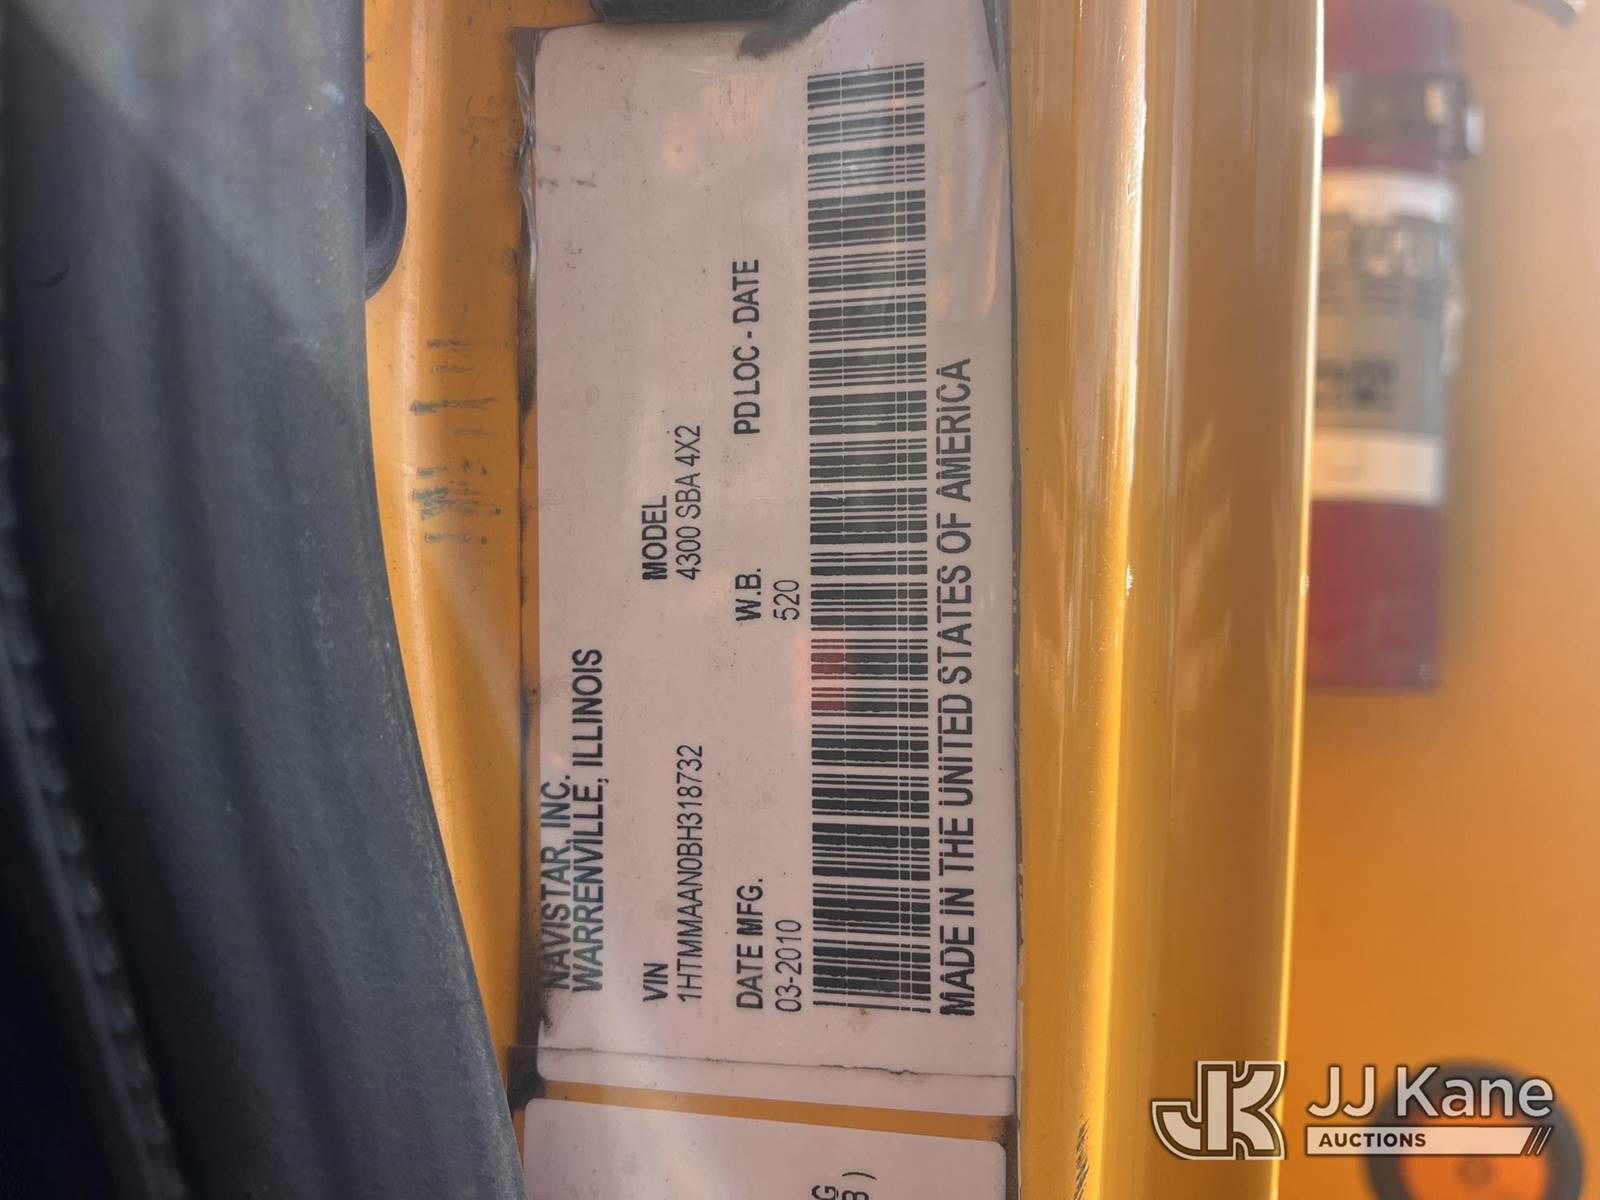 NAVISTAR, INC.
WARRENVILLE, ILLINOIS
VIN MODEL
1HTMMAAN0BH318732 4300 SBA 4X2
DATE MFG. W.B. PD LOC - DATE
03-2010 520
MADE IN THE UNITED STATES OF AMERICA
G
B )
JK JJ Kane
AUCTIONS